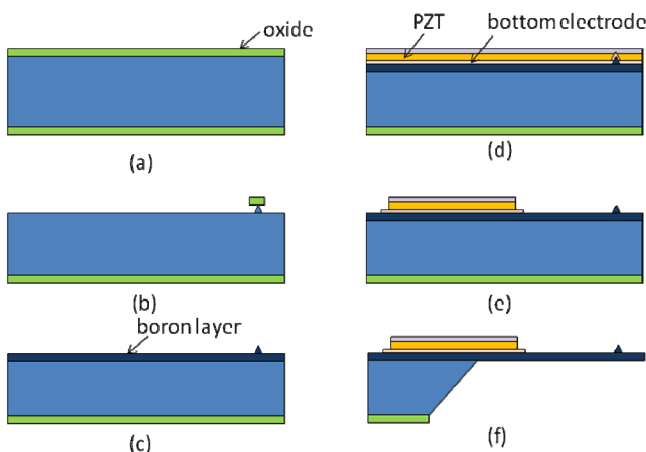 oxide
(a)
(b)
boron layer
(c)
PZT bottom electrode
(d)
(e)
(f)